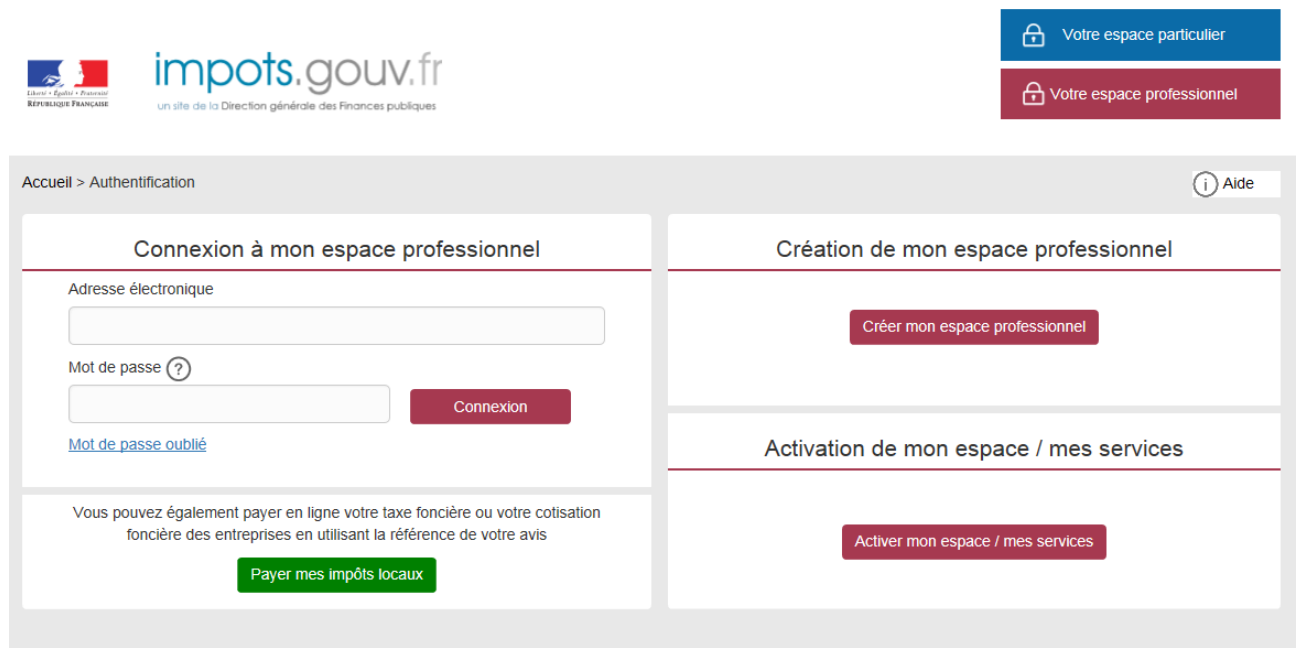 Votre espace particulier
Votre espace professionnel
Liberté • Égalité • Fraternité
RÉPUBLIQUE FRANÇAISE
impots.gouv.fr
un site de la Direction générale des Finances publiques
Accueil > Authentification
Aide
Connexion à mon espace professionnel
Adresse électronique
Mot de passe ?
Connexion
Mot de passe oublié
Vous pouvez également payer en ligne votre taxe foncière ou votre cotisation
foncière des entreprises en utilisant la référence de votre avis
Payer mes impôts locaux
Création de mon espace professionnel
Créer mon espace professionnel
Activation de mon espace / mes services
Activer mon espace / mes services